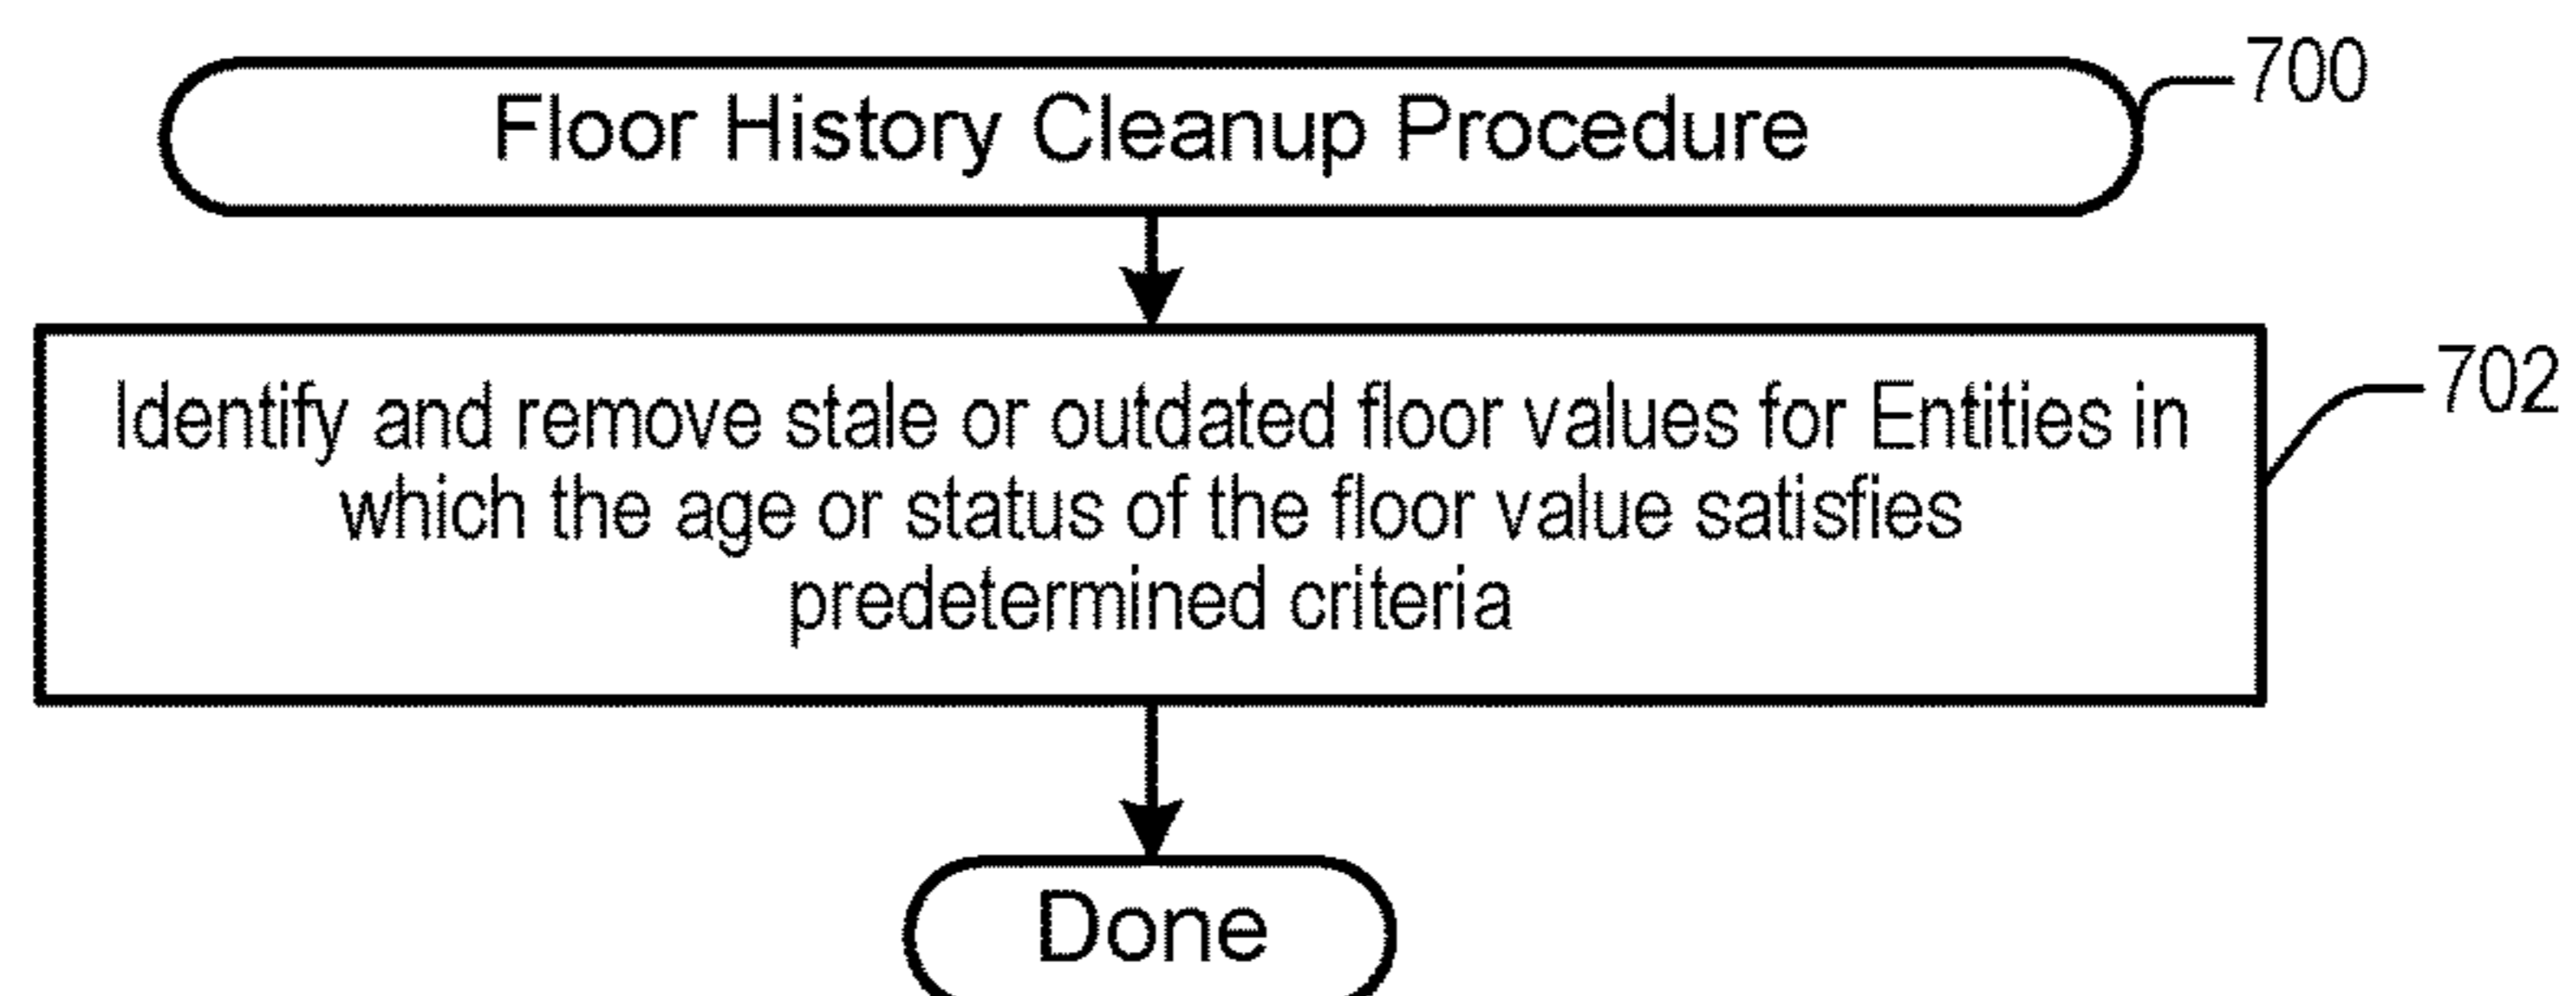 Floor History Cleanup Procedure
700
Identify and remove stale or outdated floor values for Entities in
which the age or status of the floor value satisfies
predetermined criteria
702
Done